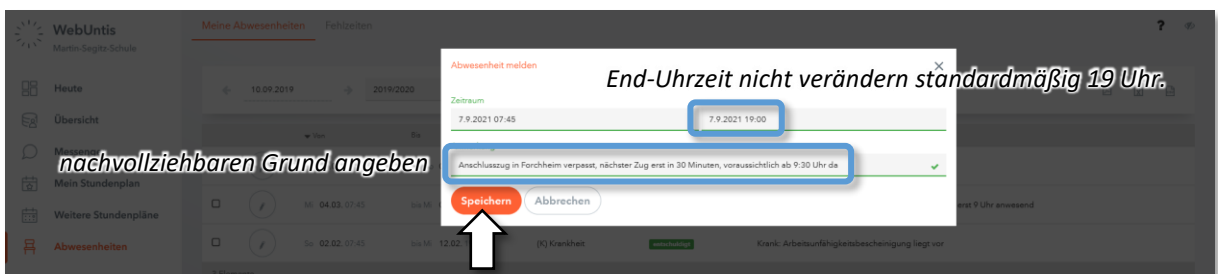 WebUntis
Martin-Segitz-Schule
Meine Abwesenheiten Fehlzeiten
?
Abwesenheit melden
End-Uhrzeit nicht verändern standardmäßig 19 Uhr.
Heute
10.09.2019 2019/2020
Zeitraum
7.9.2021 07:45 7.9.2021 19:00
Übersicht
Von Bis
nachvollziehbaren Grund angeben
Anschlusszug in Forchheim verpasst, nächster Zug erst in 30 Minuten, voraussichtlich ab 9:30 Uhr da
Mein Stundenplan
Speichern Abbrechen
Mi 04.03. 07:45 bis Mi erst 9 Uhr anwesend
Weitere Stundenpläne
Abwesenheiten
So 02.02. 07:45 bis Mi 12.02. (K) Krankheit entschuldigt Krank: Arbeitsunfähigkeitsbescheinigung liegt vor